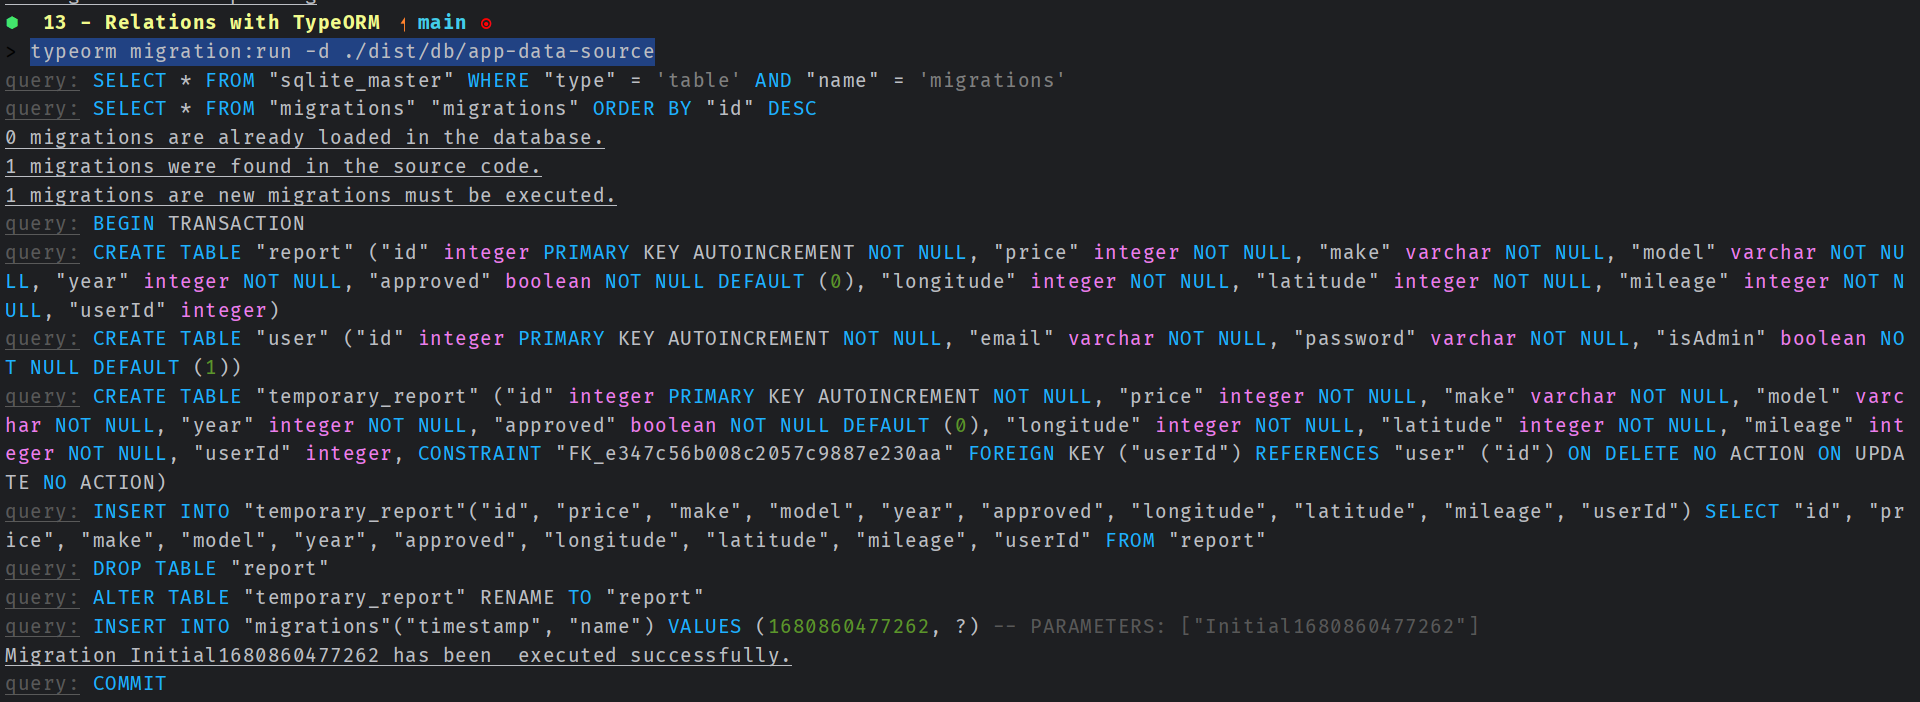 13 - Relations with TypeORM main
> typeorm migration:run -d ./dist/db/app-data-source
query: SELECT * FROM "sqlite_master" WHERE "type" = 'table' AND "name" = 'migrations'
query: SELECT * FROM "migrations" "migrations" ORDER BY "id" DESC
0 migrations are already loaded in the database.
1 migrations were found in the source code.
1 migrations are new migrations must be executed.
query: BEGIN TRANSACTION
query: CREATE TABLE "report" ("id" integer PRIMARY KEY AUTOINCREMENT NOT NULL, "price" integer NOT NULL, "make" varchar NOT NULL, "model" varchar NOT NU
LL, "year" integer NOT NULL, "approved" boolean NOT NULL DEFAULT (0), "longitude" integer NOT NULL, "latitude" integer NOT NULL, "mileage" integer NOT N
ULL, "userId" integer)
query: CREATE TABLE "user" ("id" integer PRIMARY KEY AUTOINCREMENT NOT NULL, "email" varchar NOT NULL, "password" varchar NOT NULL, "isAdmin" boolean NO
T NULL DEFAULT (1))
query: CREATE TABLE "temporary_report" ("id" integer PRIMARY KEY AUTOINCREMENT NOT NULL, "price" integer NOT NULL, "make" varchar NOT NULL, "model" varc
har NOT NULL, "year" integer NOT NULL, "approved" boolean NOT NULL DEFAULT (0), "longitude" integer NOT NULL, "latitude" integer NOT NULL, "mileage" int
eger NOT NULL, "userId" integer, CONSTRAINT "FK_e347c56b008c2057c9887e230aa" FOREIGN KEY ("userId") REFERENCES "user" ("id") ON DELETE NO ACTION ON UPDA
TE NO ACTION)
query: INSERT INTO "temporary_report"("id", "price", "make", "model", "year", "approved", "longitude", "latitude", "mileage", "userId") SELECT "id", "pr
ice", "make", "model", "year", "approved", "longitude", "latitude", "mileage", "userId" FROM "report"
query: DROP TABLE "report"
query: ALTER TABLE "temporary_report" RENAME TO "report"
query: INSERT INTO "migrations"("timestamp", "name") VALUES (1680860477262, ?) -- PARAMETERS: ["Initial1680860477262"]
Migration Initial1680860477262 has been  executed successfully.
query: COMMIT